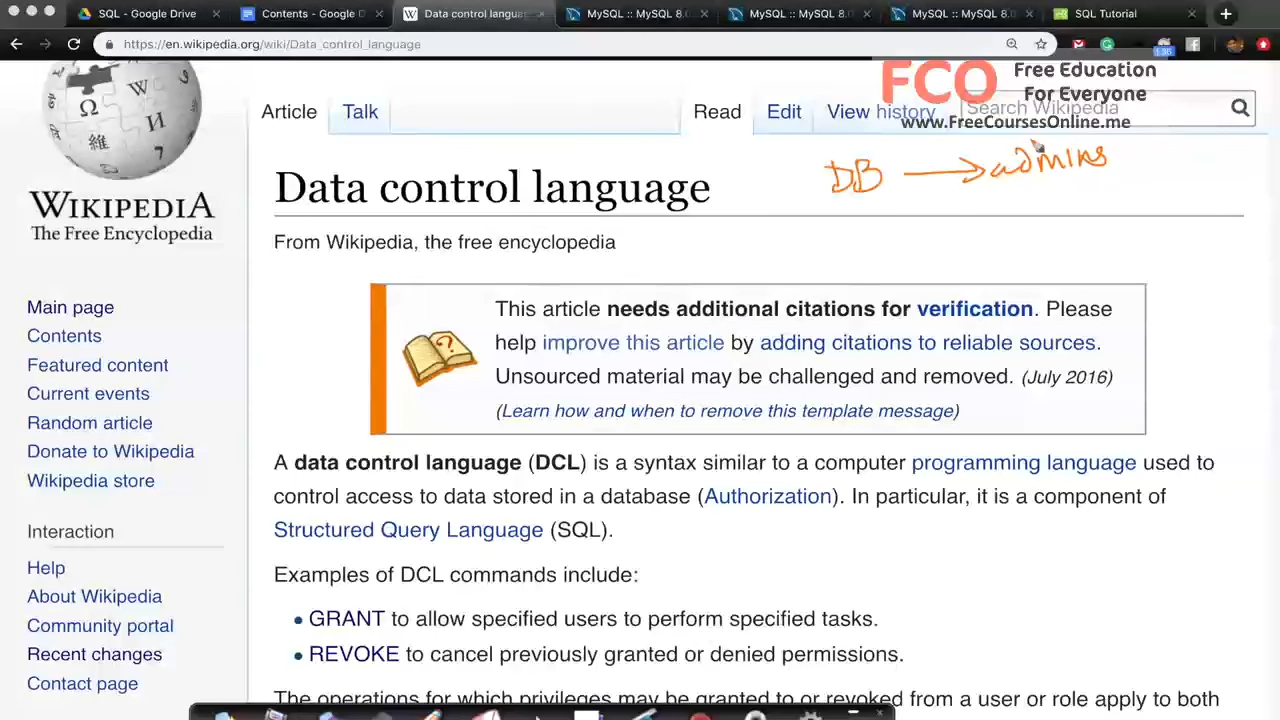 SQL - Google Drive
Contents - Google D
Data control langua
MySQL :: MySQL 8.0
MySQL :: MySQL 8.0
MySQL :: MySQL 8.0
SQL Tutorial
https://en.wikipedia.org/wiki/Data_control_language
FCO Free Education
For Everyone
www.FreeCoursesOnline.me
Article Talk Read Edit View history Search Wikipedia
DB → admins
WIKIPEDIA
The Free Encyclopedia
Data control language
From Wikipedia, the free encyclopedia
This article needs additional citations for verification. Please
help improve this article by adding citations to reliable sources.
Unsourced material may be challenged and removed. (July 2016)
(Learn how and when to remove this template message)
Main page
Contents
Featured content
Current events
Random article
Donate to Wikipedia
Wikipedia store
Interaction
Help
About Wikipedia
Community portal
Recent changes
Contact page
A data control language (DCL) is a syntax similar to a computer programming language used to
control access to data stored in a database (Authorization). In particular, it is a component of
Structured Query Language (SQL).
Examples of DCL commands include:
• GRANT to allow specified users to perform specified tasks.
• REVOKE to cancel previously granted or denied permissions.
The operations for which privileges may be granted to or revoked from a user or role apply to both